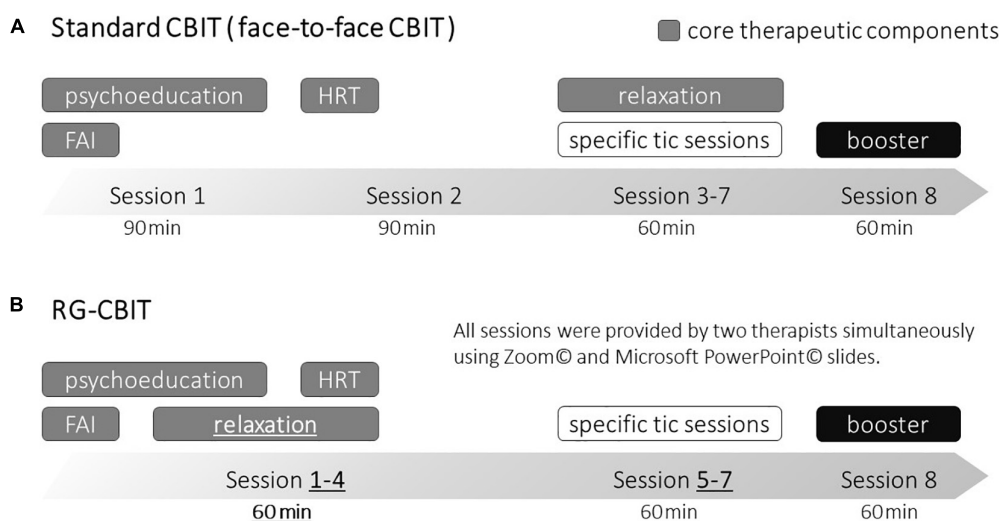 A Standard CBIT (face-to-face CBIT)
core therapeutic components
psychoeducation HRT relaxation
FAI specific tic sessions booster
Session 1 Session 2 Session 3-7 Session 8
90min 90min 60min 60min
B RG-CBIT
All sessions were provided by two therapists simultaneously
using Zoom© and Microsoft PowerPoint© slides.
psychoeducation HRT
FAI relaxation specific tic sessions booster
Session 1-4 Session 5-7 Session 8
60min 60min 60min